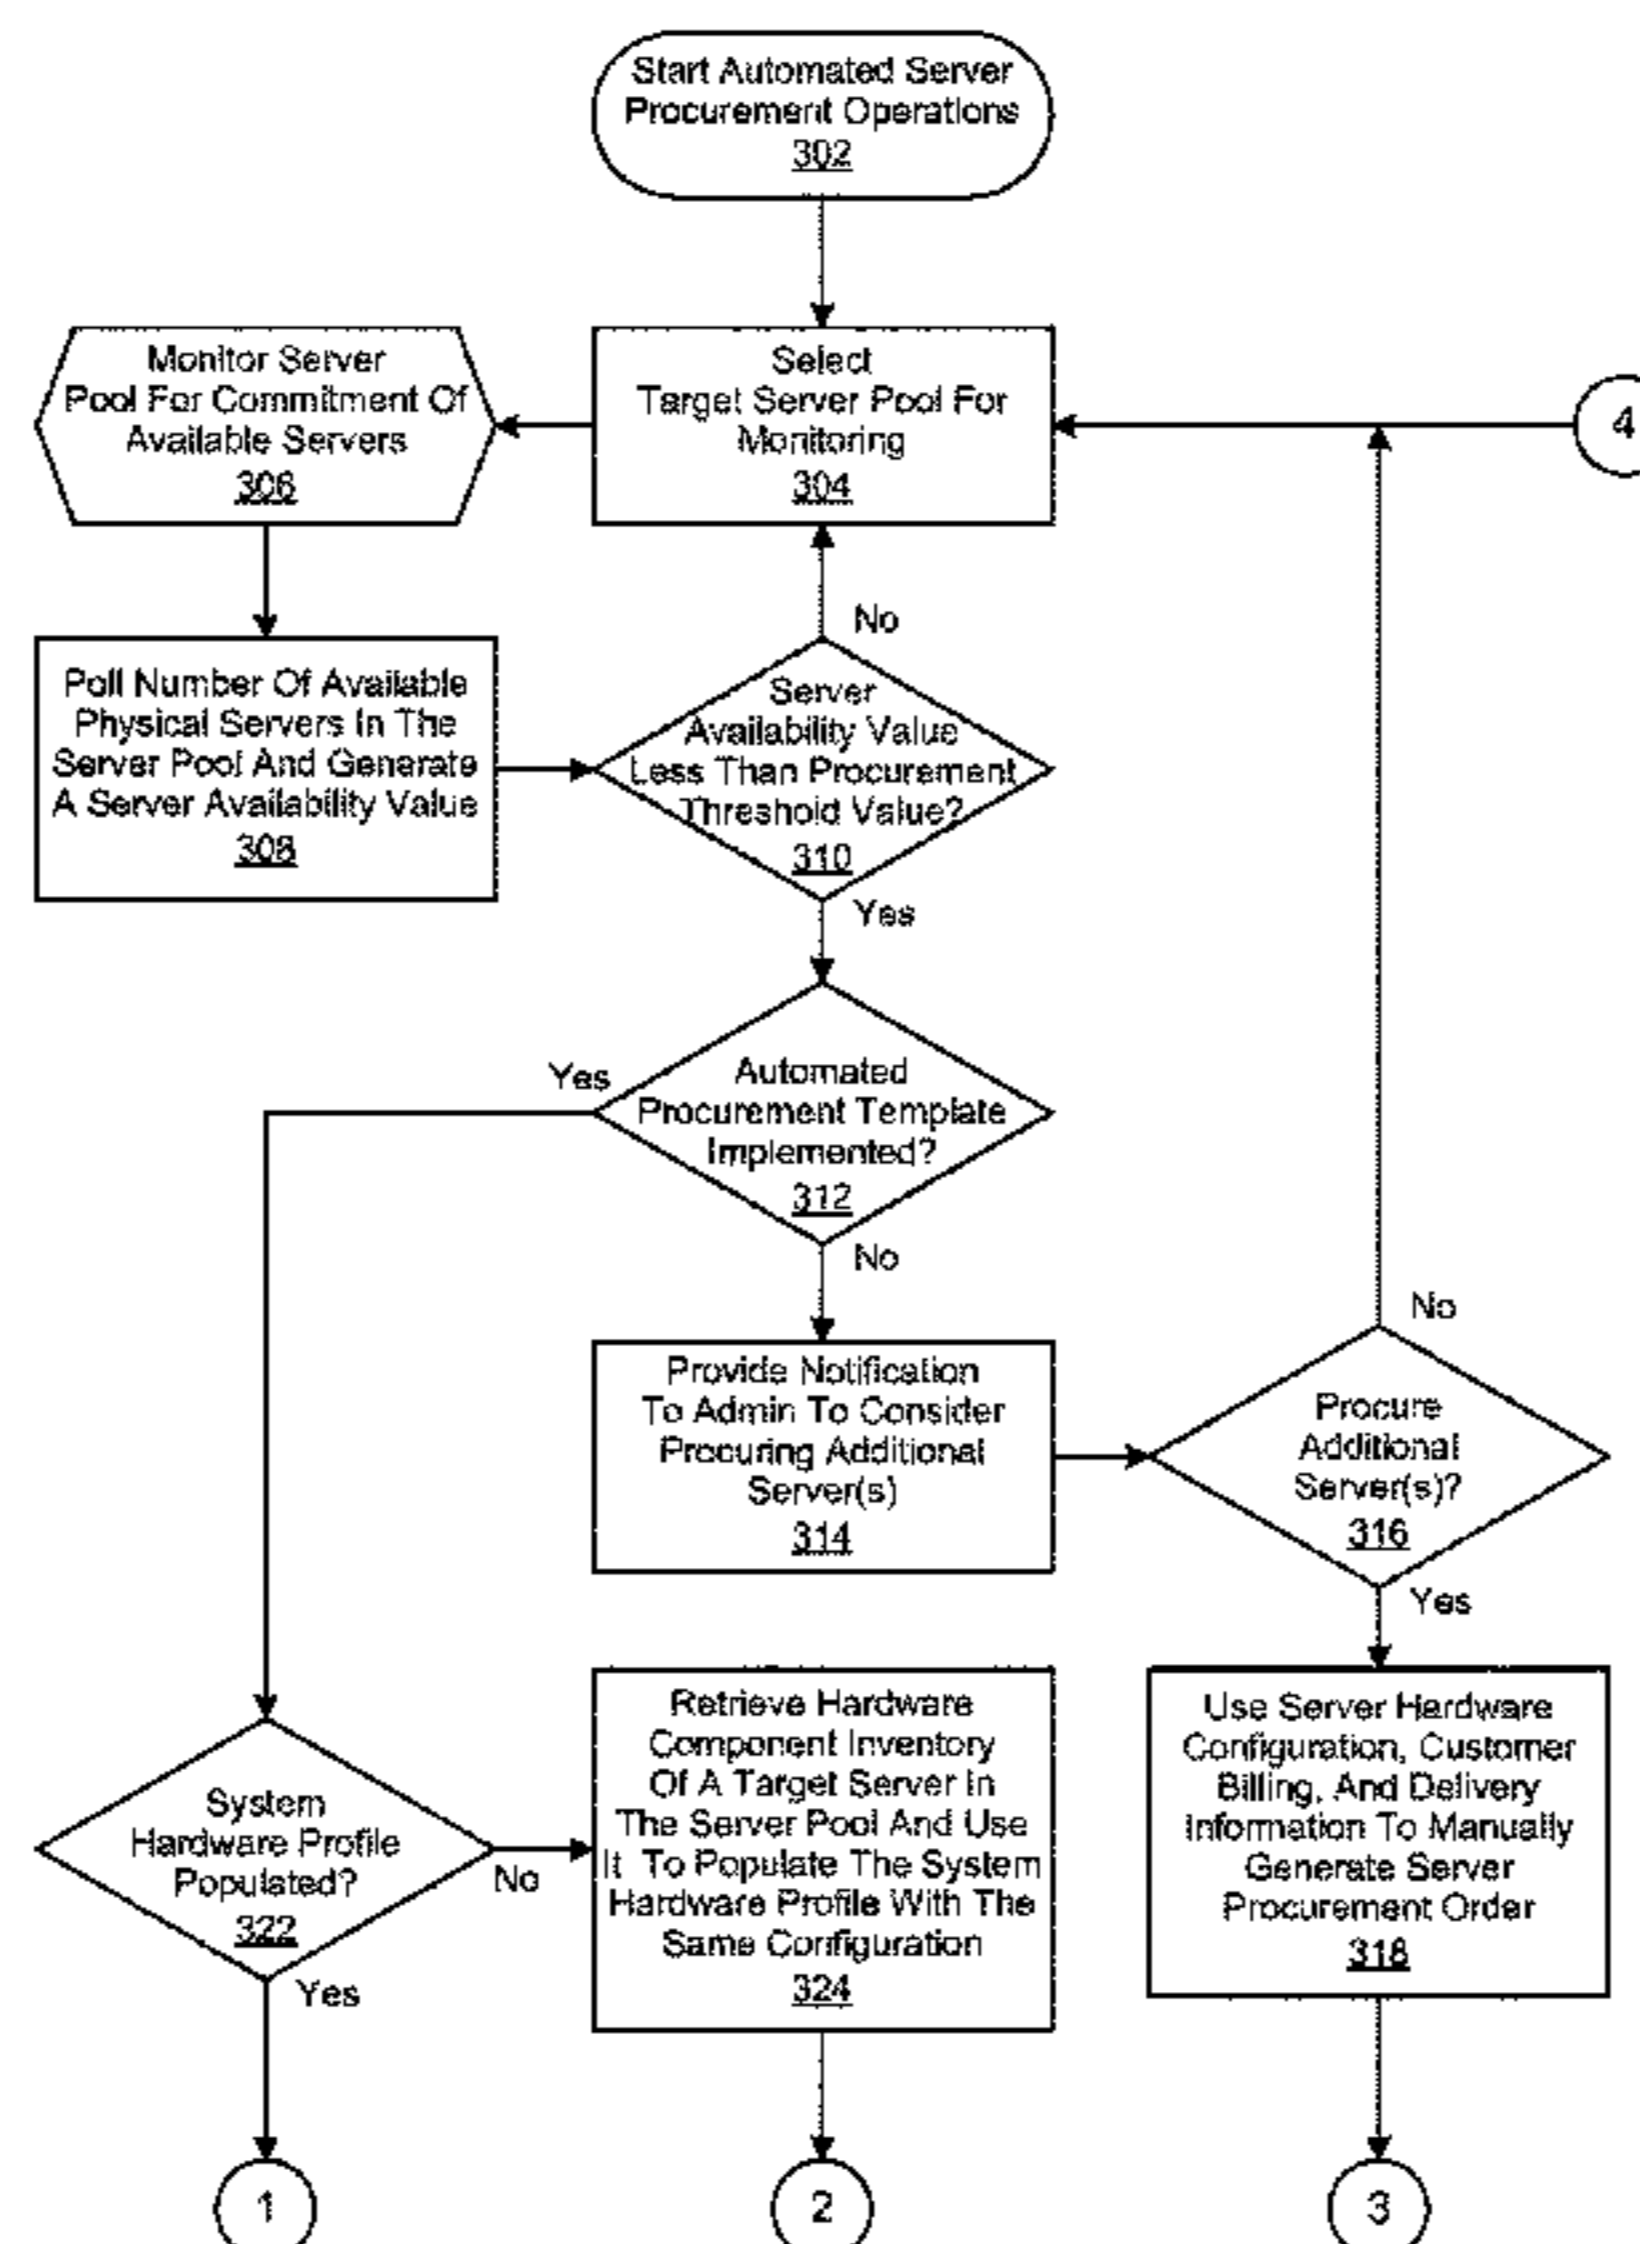 Start Automated Server
Procurement Operations
302
Monitor Server
Pool For Commitment Of
Available Servers
306
Select
Target Server Pool For
Monitoring
304
4
Poll Number Of Available
Physical Servers In The
Server Pool And Generate
A Server Availability Value
308
No
Server
Availability Value
Less Than Procurement
Threshold Value?
310
Yes
Yes
Automated
Procurement Template
Implemented?
312
No
Provide Notification
To Admin To Consider
Procuring Additional
Server(s)
314
No
Procure
Additional
Server(s)?
316
Yes
System
Hardware Profile
Populated?
322
No
Yes
Retrieve Hardware
Component Inventory
Of A Target Server In
The Server Pool And Use
It To Populate The System
Hardware Profile With The
Same Configuration
324
Use Server Hardware
Configuration, Customer
Billing, And Delivery
Information To Manually
Generate Server
Procurement Order
318
1
2
3